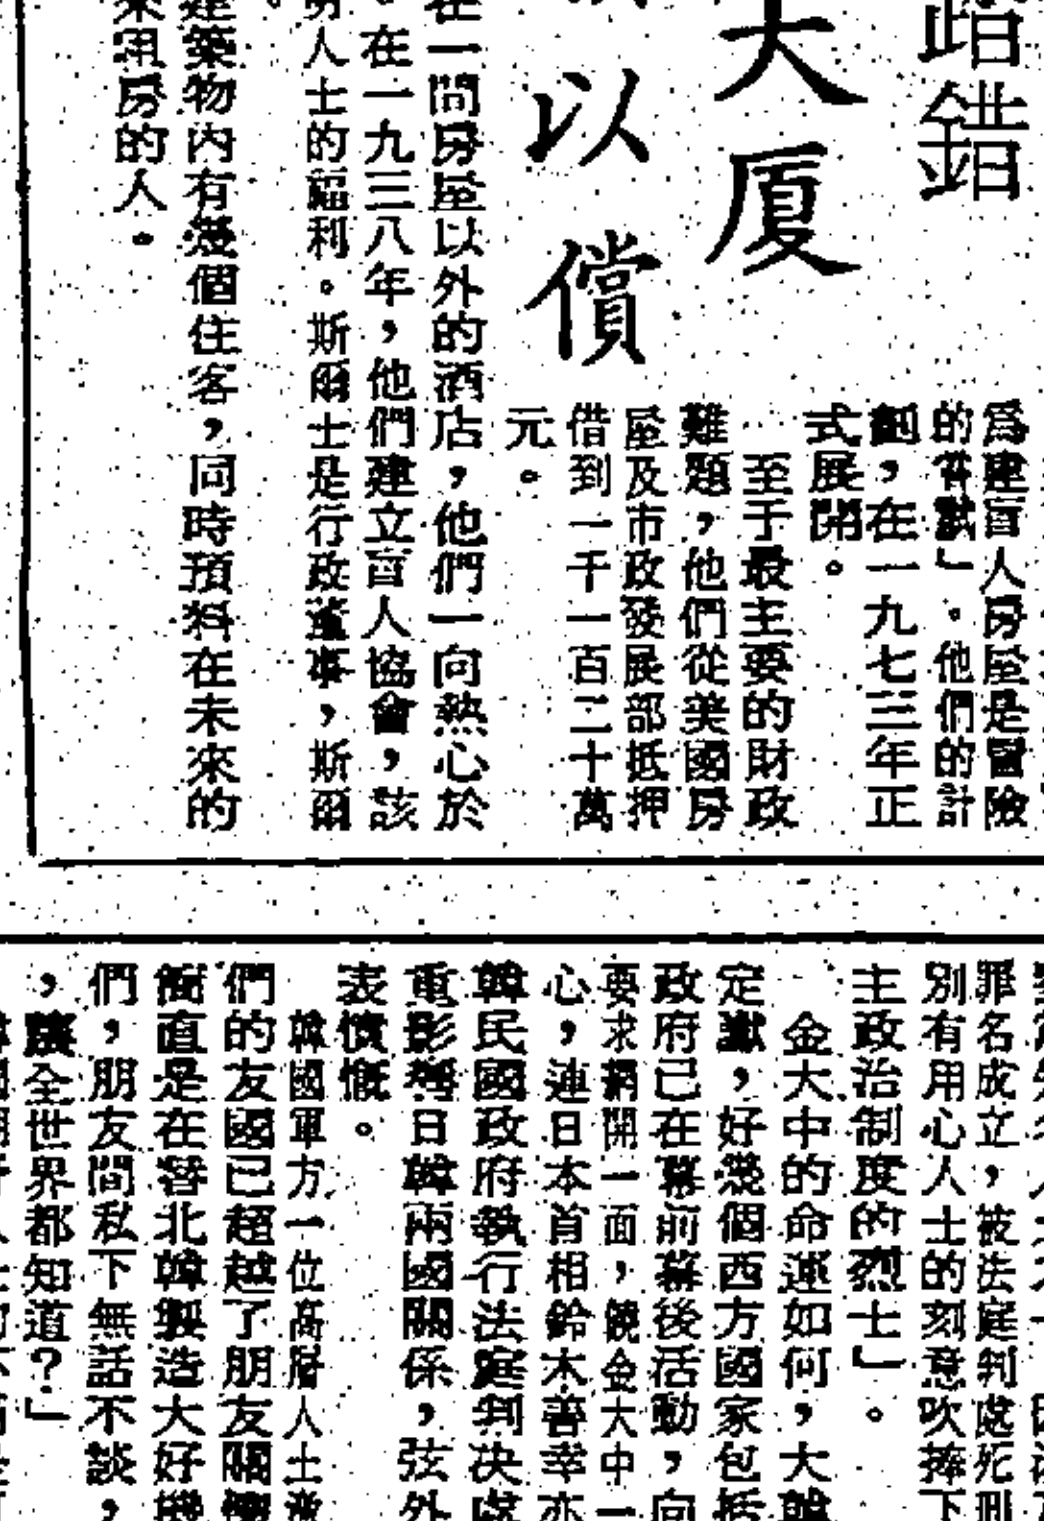 錯
大厦
以償
為建盲人房屋是冒險
的嘗試」。他們的計
劃，在一九七三年正
式展開。
至于最主要的財政
難題，他們從美國房
屋及市政發展部抵押
借到一千一百二十萬
元。
在一間房屋以外的酒店，他們一向熱心於
。在一九三八年，他們建立盲人協會，該
人士的福利。斯爾士是行政董事，斯爾
建築物內有幾個住客，同時預料在未來的
來租房的人。
罪名成立，被法庭判處死刑
別有用心人士的刻意吹捧下
主政治制度的烈士」。
金大中的命運如何，大韓
定讞，好幾個西方國家包括
政府已在幕前幕後活動，向
要求網開一面，饒金大中一
心，連日本首相鈴木善幸亦
韓民國政府執行法庭判决處
重影響日韓兩國關係，弦外
表憤慨。
韓國軍方一位高層人士
們的友國已超越了朋友關懷
簡直是在替北韓製造大好機
們，朋友間私下無話不談，
，讓全世界都知道？」